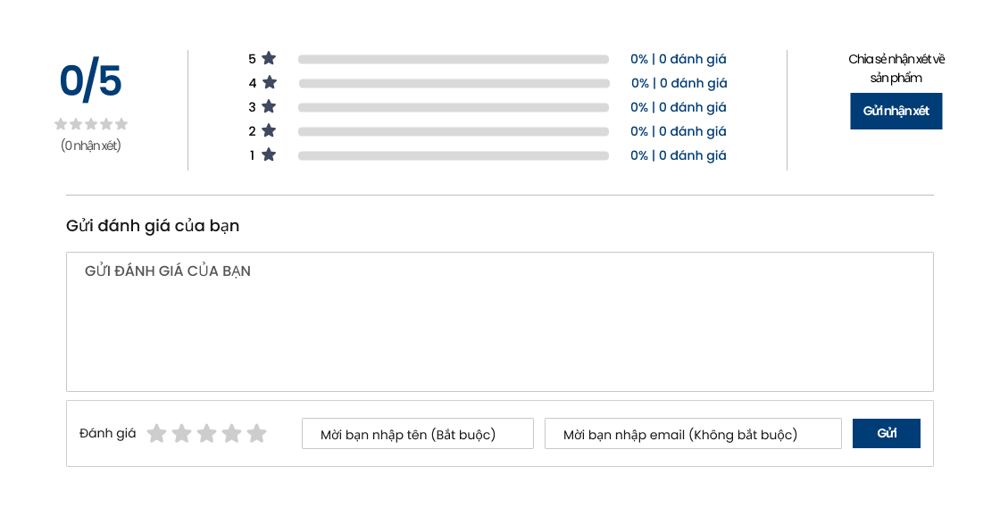 0/5
(0 nhận xét)
5
0% | 0 đánh giá
4
0% | 0 đánh giá
3
0% | 0 đánh giá
2
0% | 0 đánh giá
1
0% | 0 đánh giá
Chia sẻ nhận xét về
sản phẩm
Gửi nhận xét
Gửi đánh giá của bạn
GỬI ĐÁNH GIÁ CỦA BẠN
Đánh giá
Mời bạn nhập tên (Bắt buộc)
Mời bạn nhập email (Không bắt buộc)
Gửi